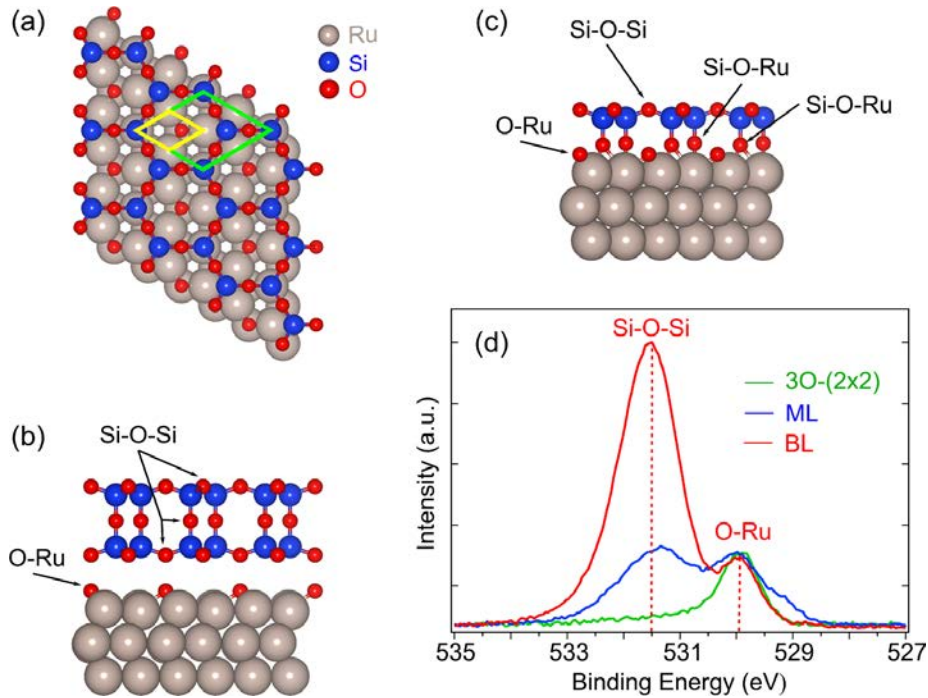 (a)
Ru
Si
O
(b)
Si-O-Si
O-Ru
(c)
Si-O-Si
Si-O-Ru
Si-O-Ru
O-Ru
(d)
Si-O-Si
O-Ru
3O-(2x2)
ML
BL
Intensity (a.u.)
535 533 531 529 527
Binding Energy (eV)